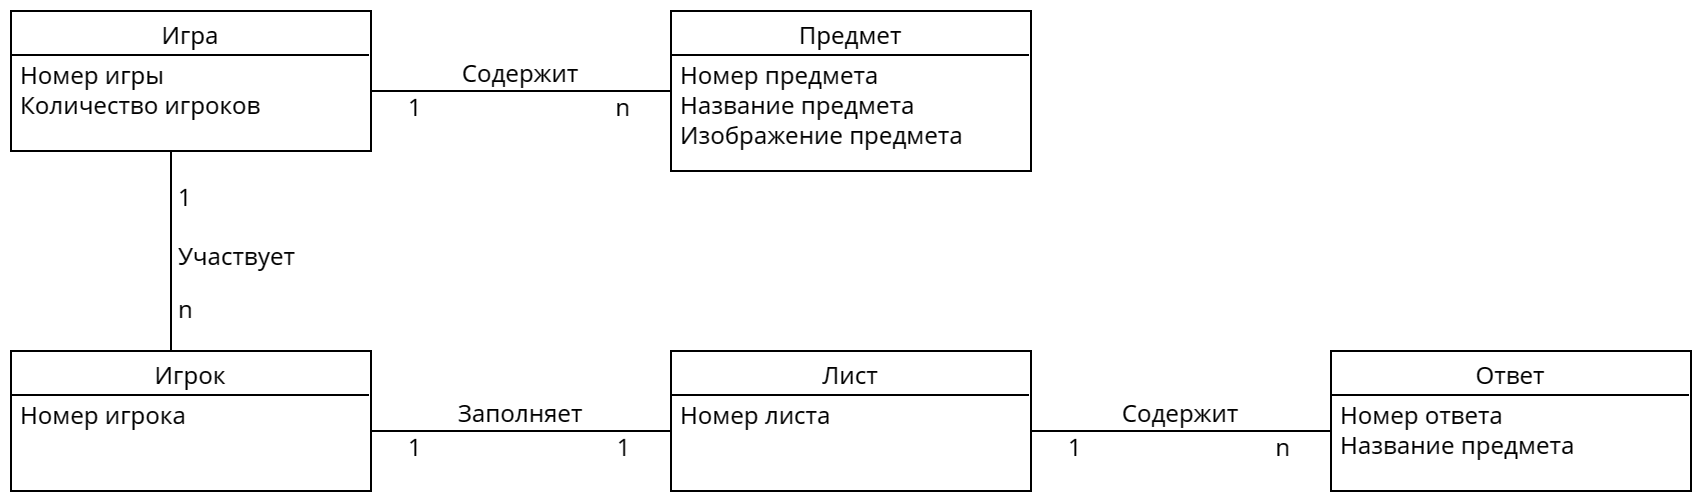 Игра
Номер игры
Количество игроков
Содержит
1
n
Предмет
Номер предмета
Название предмета
Изображение предмета
1
Участвует
n
Игрок
Номер игрока
Заполняет
1
1
Лист
Номер листа
Содержит
1
n
Ответ
Номер ответа
Название предмета